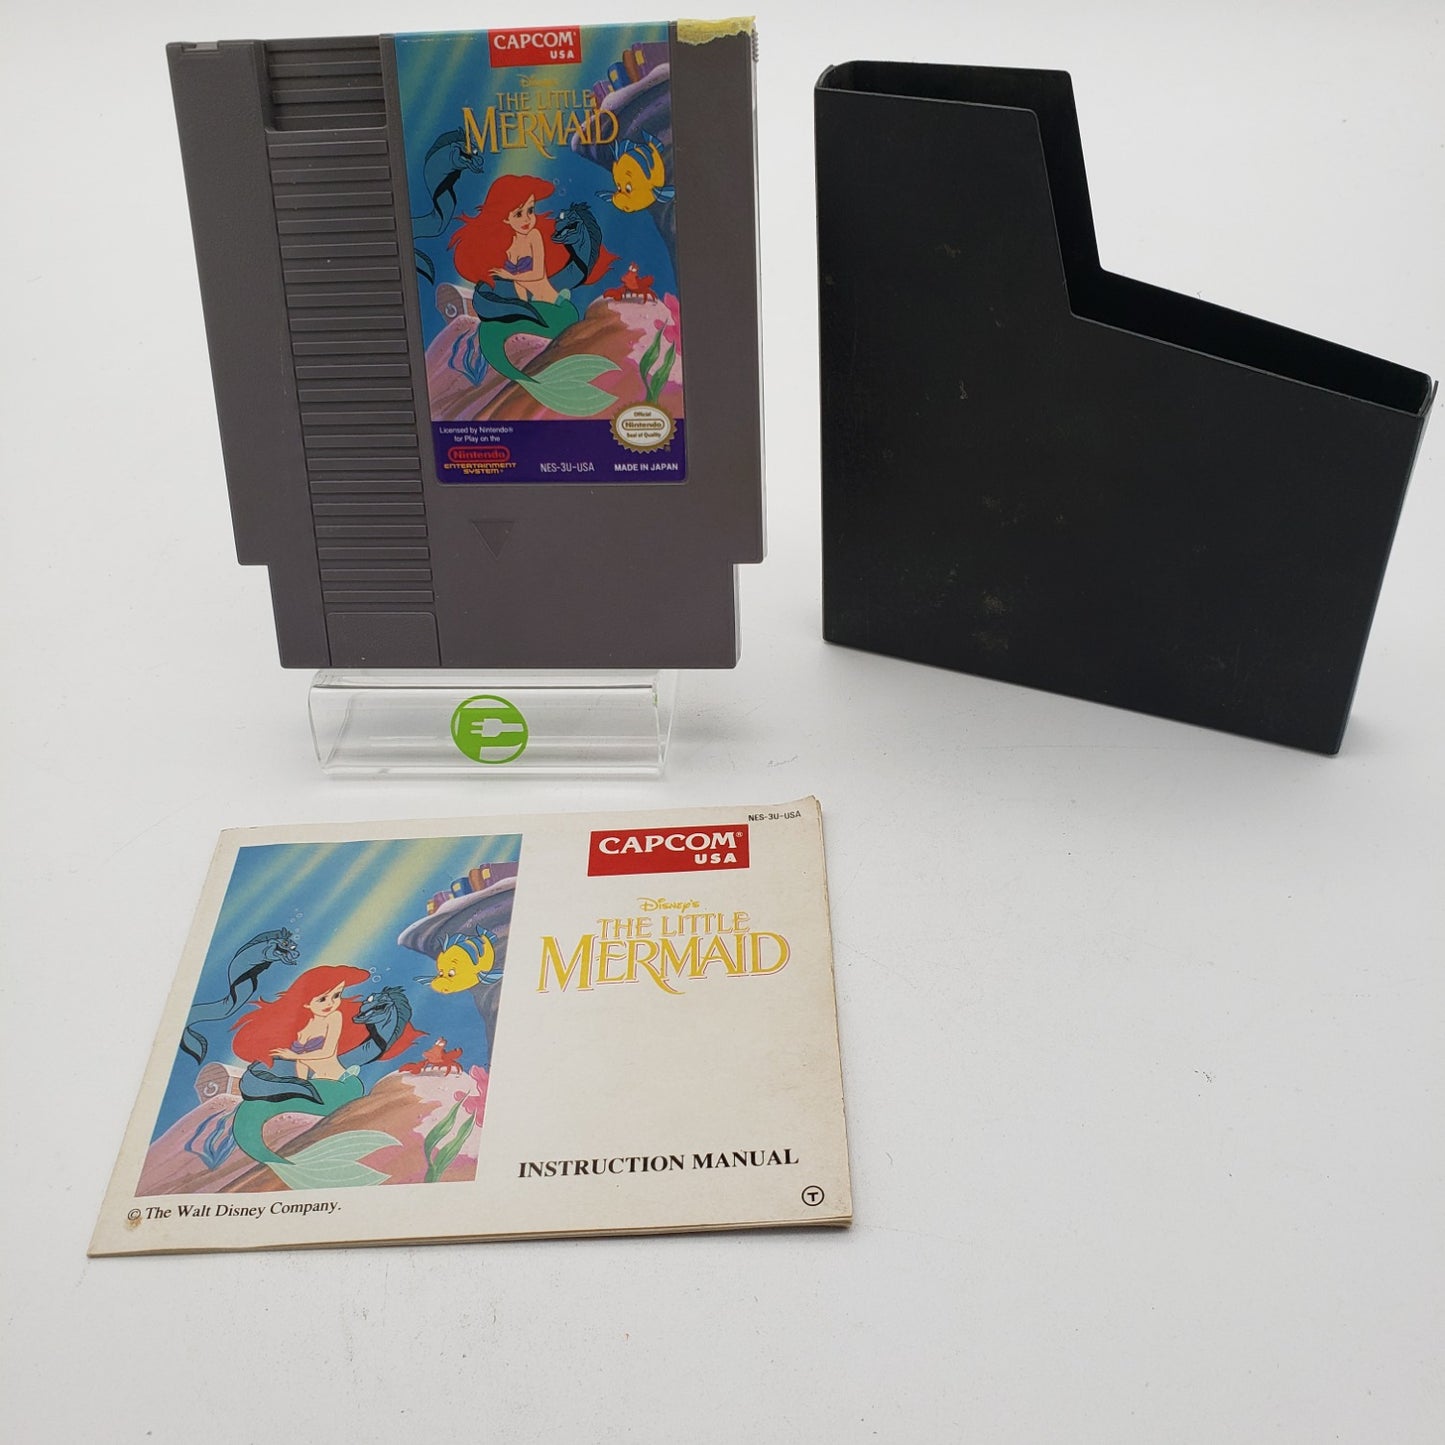 CAPCOM®
USA
Disney's
THE LITTLE
MERMAID
Licensed by Nintendo®
for Play on the
Nintendo
ENTERTAINMENT
SYSTEM®
NES-3U-USA
MADE IN JAPAN
Official
Nintendo
Seal of Quality
NES-3U-USA
CAPCOM®
USA
Disney's
THE LITTLE
MERMAID
INSTRUCTION MANUAL
© The Walt Disney Company.
T